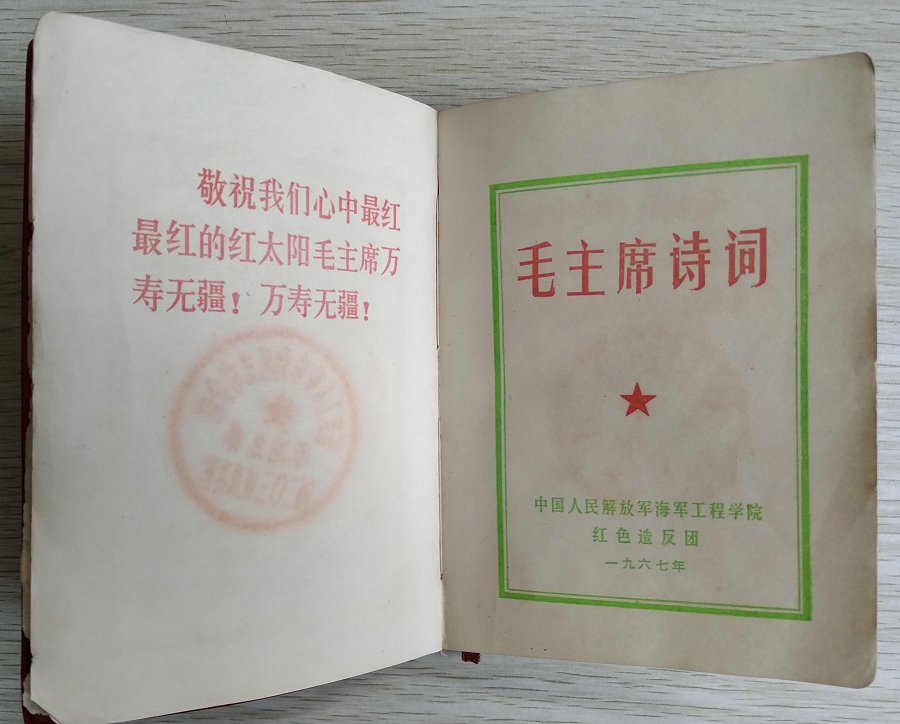 敬祝我们心中最红
最红的红太阳毛主席万
寿无疆！万寿无疆！
毛主席诗词
中国人民解放军海军工程学院
红色造反团
一九六七年